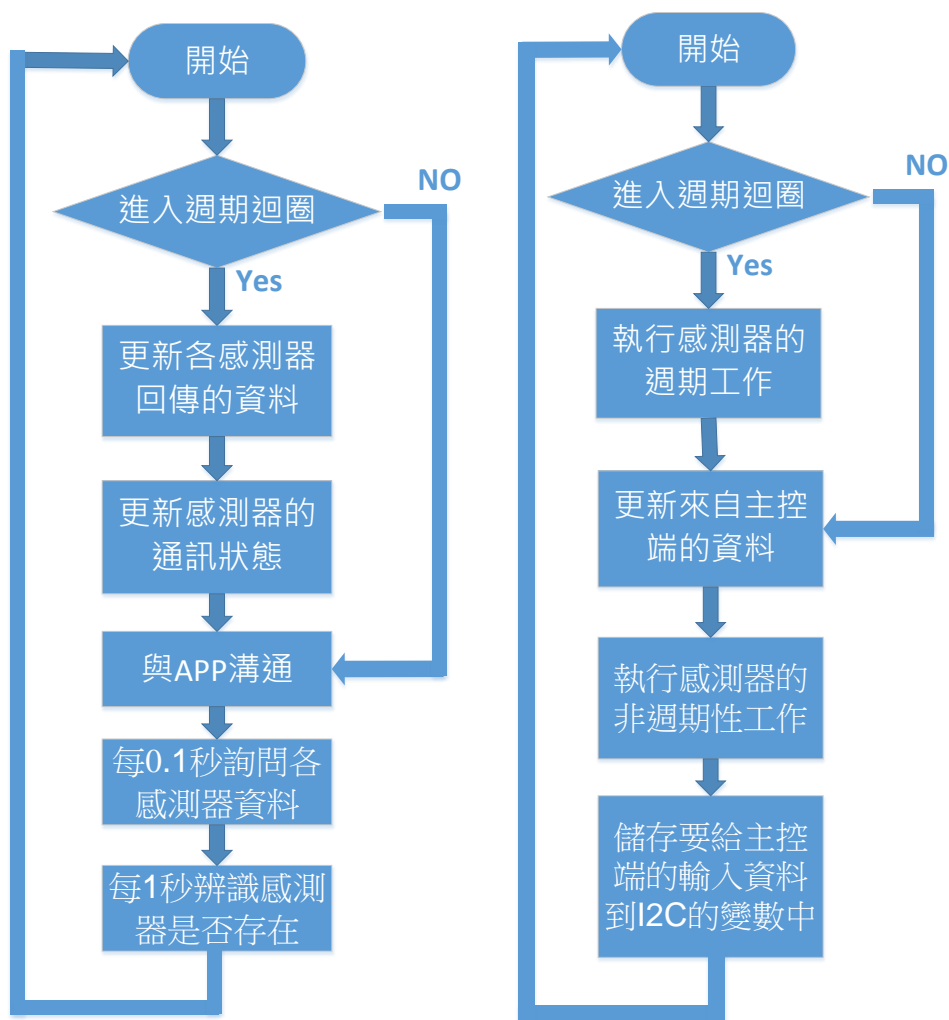 開始
進入週期迴圈
NO
Yes
更新各感測器
回傳的資料
更新感測器的
通訊狀態
與APP溝通
每0.1秒詢問各
感測器資料
每1秒辨識感測
器是否存在
開始
進入週期迴圈
NO
Yes
執行感測器的
週期工作
更新來自主控
端的資料
執行感測器的
非週期性工作
儲存要給主控
端的輸入資料
到I2C的變數中